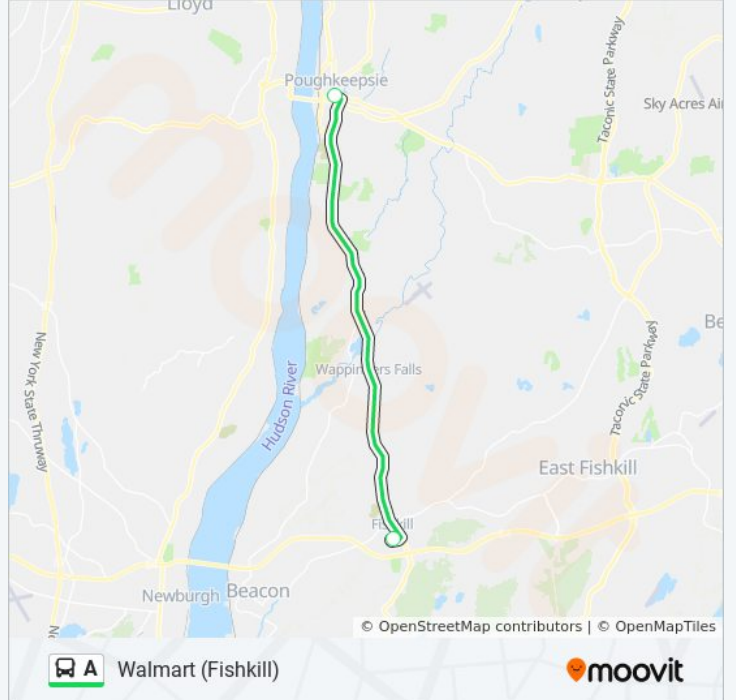 Lloyd
Poughkeepsie
Taconic State Parkway
Sky Acres Ai
New York State Thruway
Hudson River
Wappingers Falls
Be
Taconic State Parkway
East Fishkill
Fishkill
Newburgh
Beacon
N
© OpenStreetMap contributors | © OpenMapTiles
A Walmart (Fishkill)
moovit